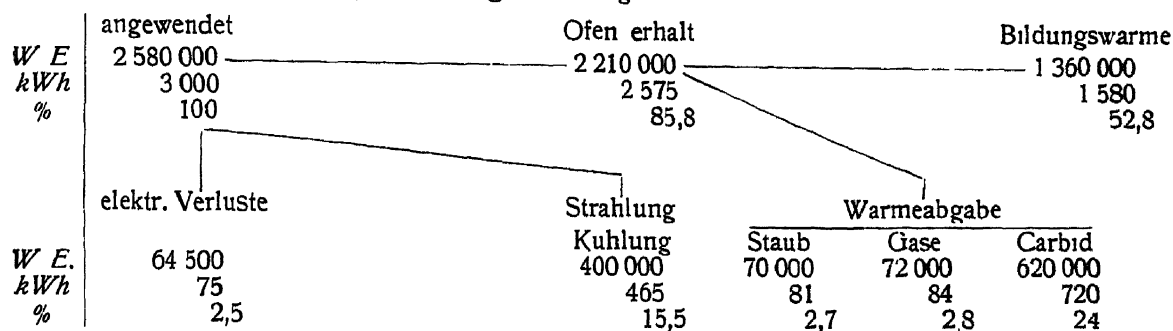 angewendet Ofen erhalt Bildungswarme
W E 2 580 000 2 210 000 1 360 000
kWh 3 000 2 575 1 580
% 100 85,8 52,8
elektr. Verluste Strahlung Warmeabgabe
Kuhlung Staub Gase Carbid
W E. 64 500 400 000 70 000 72 000 620 000
kWh 75 465 81 84 720
% 2,5 15,5 2,7 2,8 24